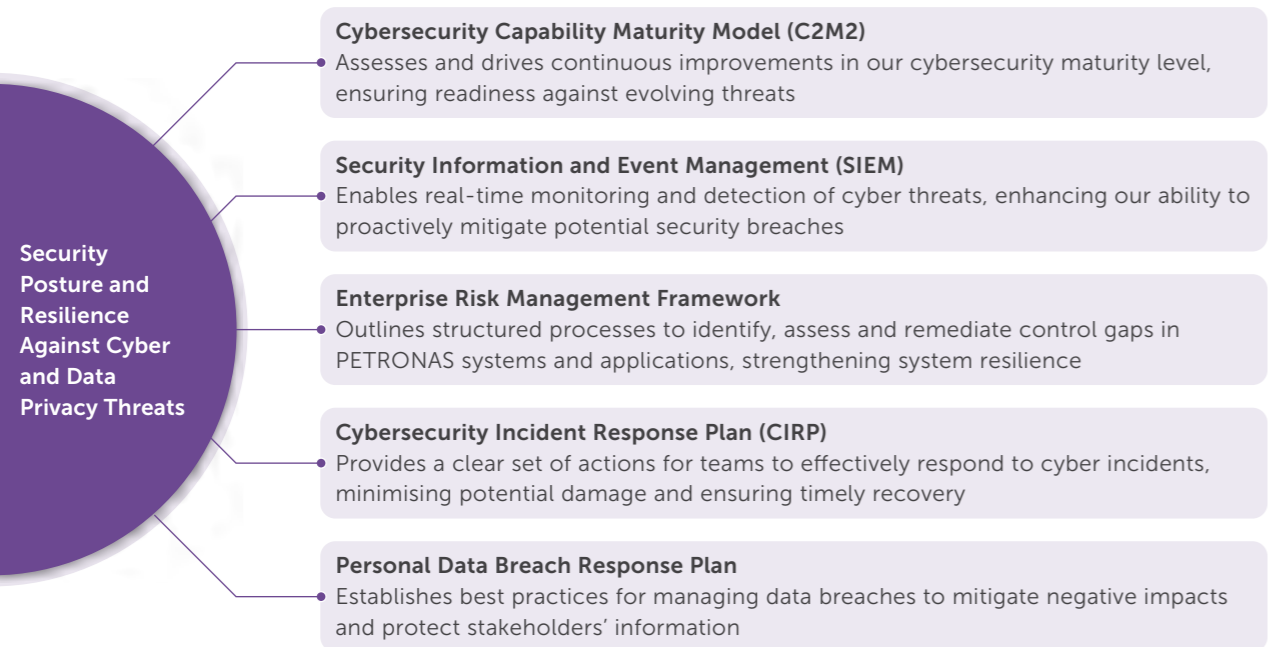 Security
Posture and
Resilience
Against Cyber
and Data
Privacy Threats
Cybersecurity Capability Maturity Model (C2M2)
Assesses and drives continuous improvements in our cybersecurity maturity level,
ensuring readiness against evolving threats
Security Information and Event Management (SIEM)
Enables real-time monitoring and detection of cyber threats, enhancing our ability to
proactively mitigate potential security breaches
Enterprise Risk Management Framework
Outlines structured processes to identify, assess and remediate control gaps in
PETRONAS systems and applications, strengthening system resilience
Cybersecurity Incident Response Plan (CIRP)
Provides a clear set of actions for teams to effectively respond to cyber incidents,
minimising potential damage and ensuring timely recovery
Personal Data Breach Response Plan
Establishes best practices for managing data breaches to mitigate negative impacts
and protect stakeholders’ information